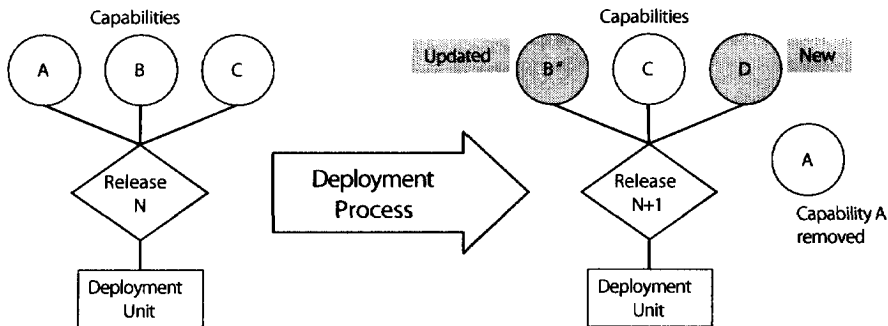 Capabilities
A
B
C
Release
N
Deployment
Unit
Deployment
Process
Capabilities
Updated
B"
C
D
New
Release
N+1
Deployment
Unit
A
Capability A
removed